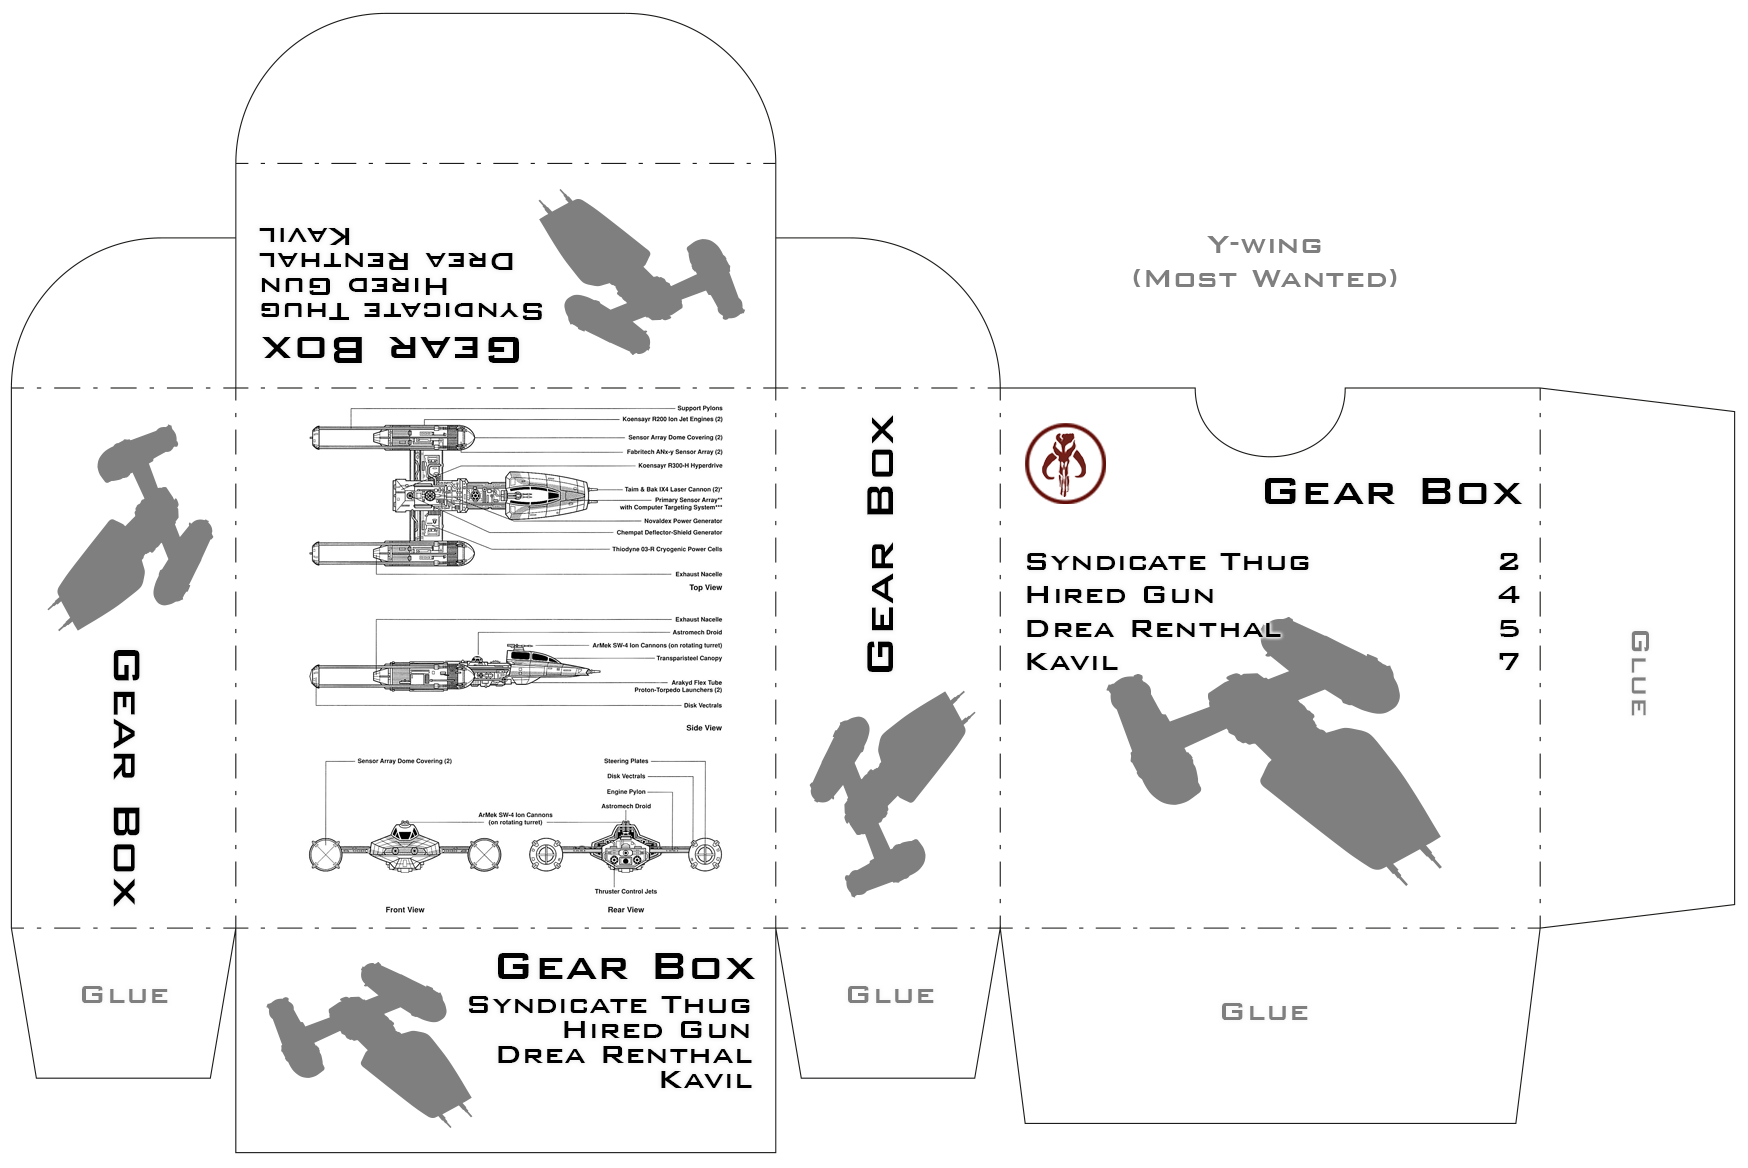 KAVIL
DREA RENTHAL
HIRED GUN
SYNDICATE THUG
GEAR BOX
Y-WING
(MOST WANTED)
GEAR BOX
Support Pylons
Koensayr R200 Ion Jet Engines (2)
Sensor Array Dome Covering (2)
Fabritech ANx-y Sensor Array (2)
Koensayr R300-H Hyperdrive
Taim & Bak IX4 Laser Cannon (2)*
Primary Sensor Array**
with Computer Targeting System***
Novaldex Power Generator
Chempat Deflector-Shield Generator
Thiodyne 03-R Cryogenic Power Cells
Exhaust Nacelle
Top View
Exhaust Nacelle
Astromech Droid
ArMek SW-4 Ion Cannons (on rotating turret)
Transparisteel Canopy
Arakyd Flex Tube
Proton-Torpedo Launchers (2)
Disk Vectrals
Side View
Sensor Array Dome Covering (2)
Steering Plates
Disk Vectrals
Engine Pylon
Astromech Droid
ArMek SW-4 Ion Cannons
(on rotating turret)
Thruster Control Jets
Front View
Rear View
GEAR BOX
GEAR BOX
SYNDICATE THUG 2
HIRED GUN 4
DREA RENTHAL 5
KAVIL 7
GLUE
GLUE
GEAR BOX
SYNDICATE THUG
HIRED GUN
DREA RENTHAL
KAVIL
GLUE
GLUE